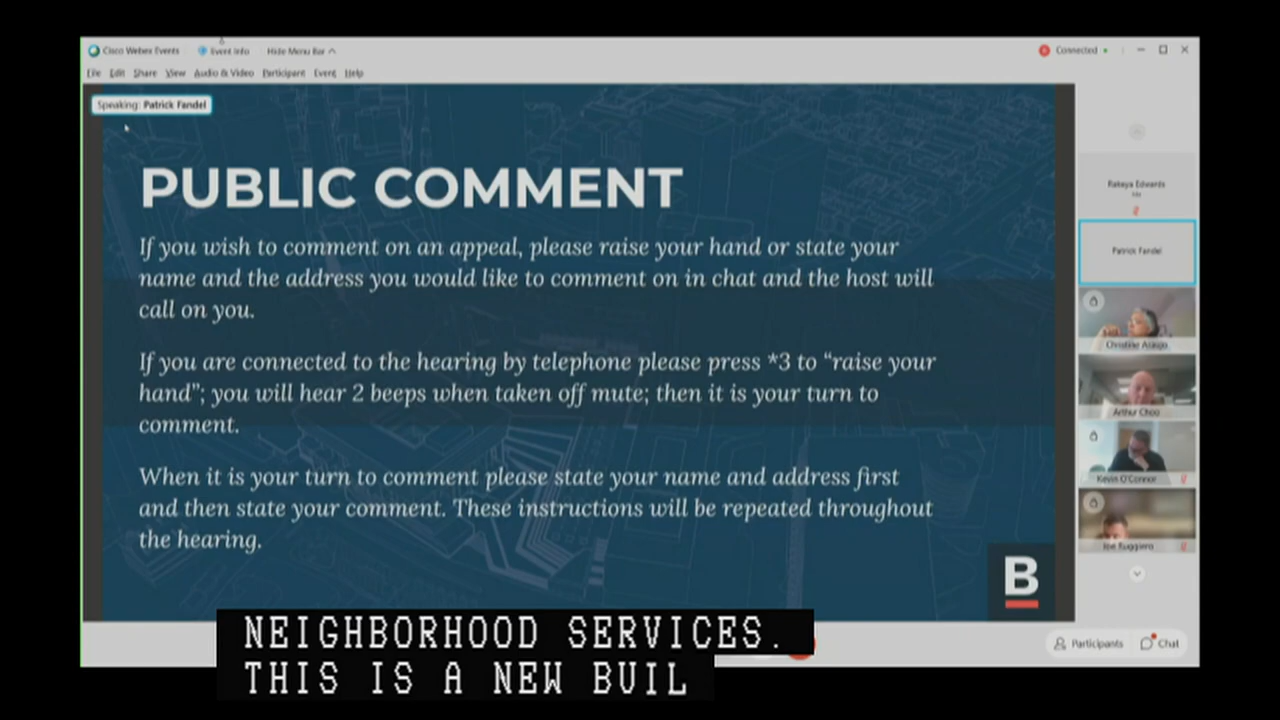 Cisco Webex Events
Event Info
Hide Menu Bar
Connected
File Edit Share View Audio & Video Participant Event Help
Speaking: Patrick Fandel
PUBLIC COMMENT
If you wish to comment on an appeal, please raise your hand or state your
name and the address you would like to comment on in chat and the host will
call on you.
If you are connected to the hearing by telephone please press *3 to “raise your
hand”; you will hear 2 beeps when taken off mute; then it is your turn to
comment.
When it is your turn to comment please state your name and address first
and then state your comment. These instructions will be repeated throughout
the hearing.
B
Rakeya Edwards
Me
Patrick Fandel
Christine Araujo
Arthur Choo
Kevin O'Connor
Joe Ruggiero
Participants
Chat
NEIGHBORHOOD SERVICES.
THIS IS A NEW BUIL